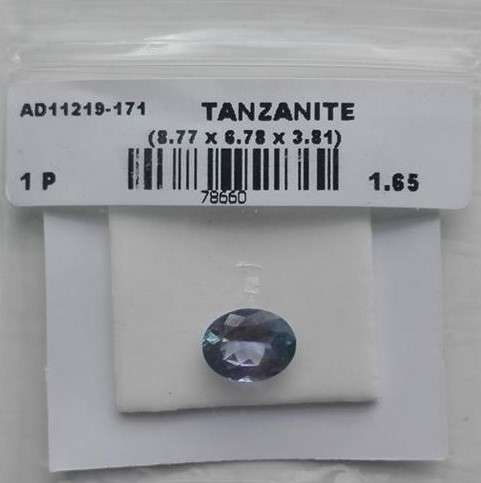 AD11219-171 TANZANITE
(8.77 x 6.78 x 3.81)
1 P 1.65
78660